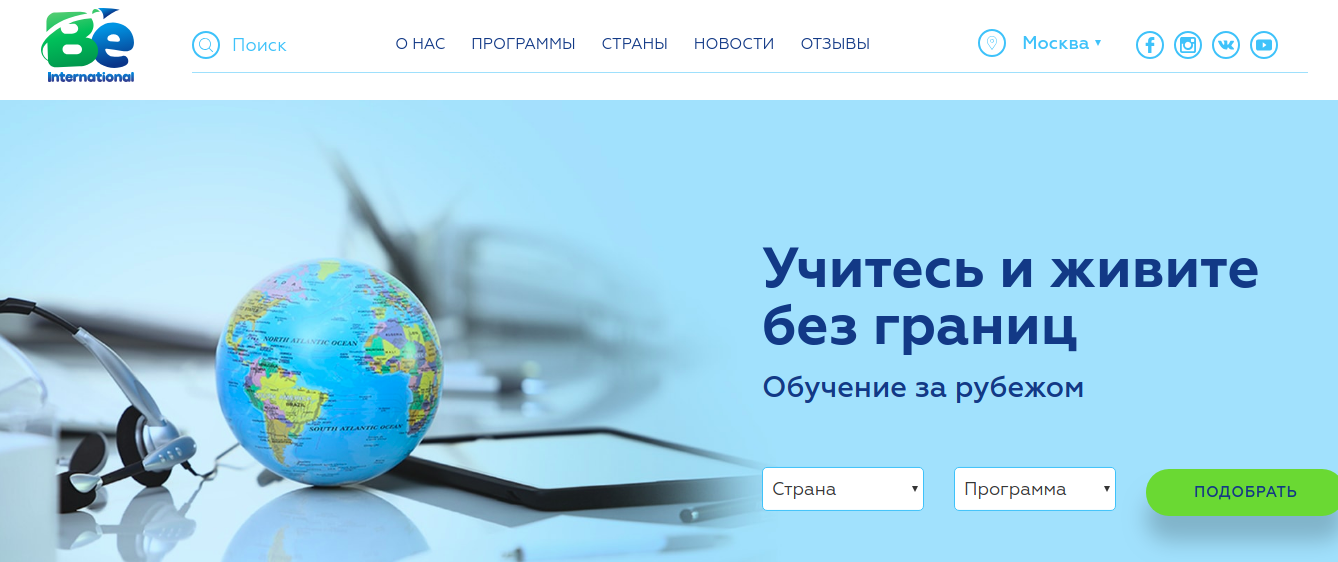 Be
International
Поиск
О НАС ПРОГРАММЫ СТРАНЫ НОВОСТИ ОТЗЫВЫ
Москва
Учитесь и живите
без границ
Обучение за рубежом
Страна
Программа
ПОДОБРАТЬ
NORTH ATLANTIC OCEAN
BRAZIL
SOUTH ATLANTIC OCEAN